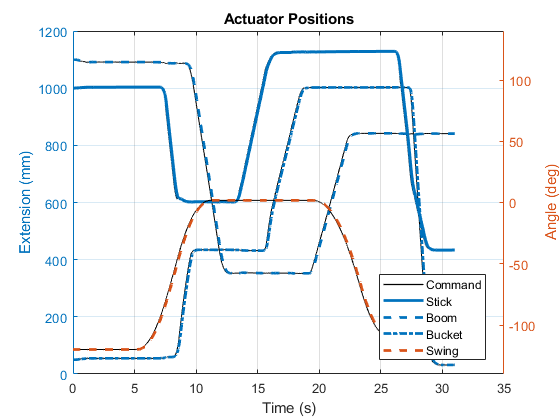 Actuator Positions
1200
1000
800
600
400
200
0
Extension (mm)
100
50
0
-50
-100
Angle (deg)
Command
Stick
Boom
Bucket
Swing
0 5 10 15 20 25 30 35
Time (s)